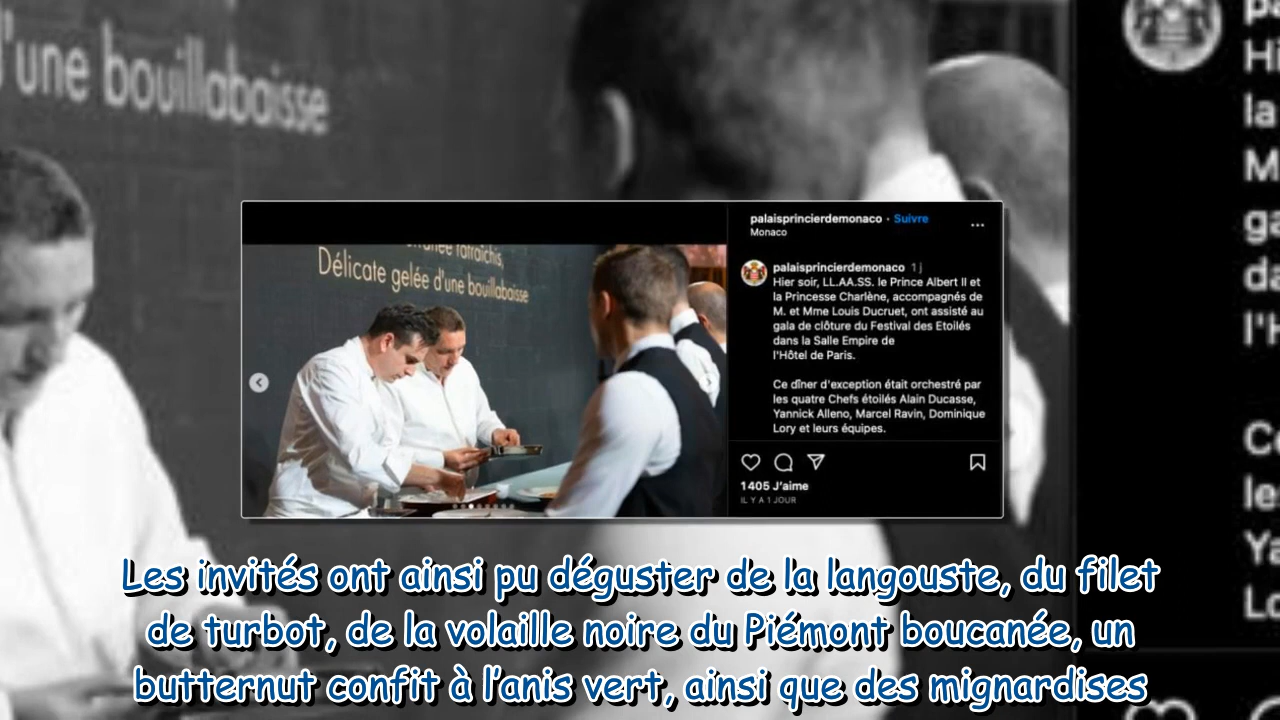 d'une bouillabaisse
rafraîchis,
Délicate gelée d'une bouillabaisse
palaisprincierdemonaco · Suivre
Monaco
palaisprincierdemonaco 1 j
Hier soir, LL.AA.SS. le Prince Albert II et
la Princesse Charlène, accompagnés de
M. et Mme Louis Ducruet, ont assisté au
gala de clôture du Festival des Etoilés
dans la Salle Empire de
l'Hôtel de Paris.
Ce dîner d'exception était orchestré par
les quatre Chefs étoilés Alain Ducasse,
Yannick Alleno, Marcel Ravin, Dominique
Lory et leurs équipes.
1405 J'aime
IL Y A 1 JOUR
Les invités ont ainsi pu déguster de la langouste, du filet
de turbot, de la volaille noire du Piémont boucanée, un
butternut confit à l'anis vert, ainsi que des mignardises